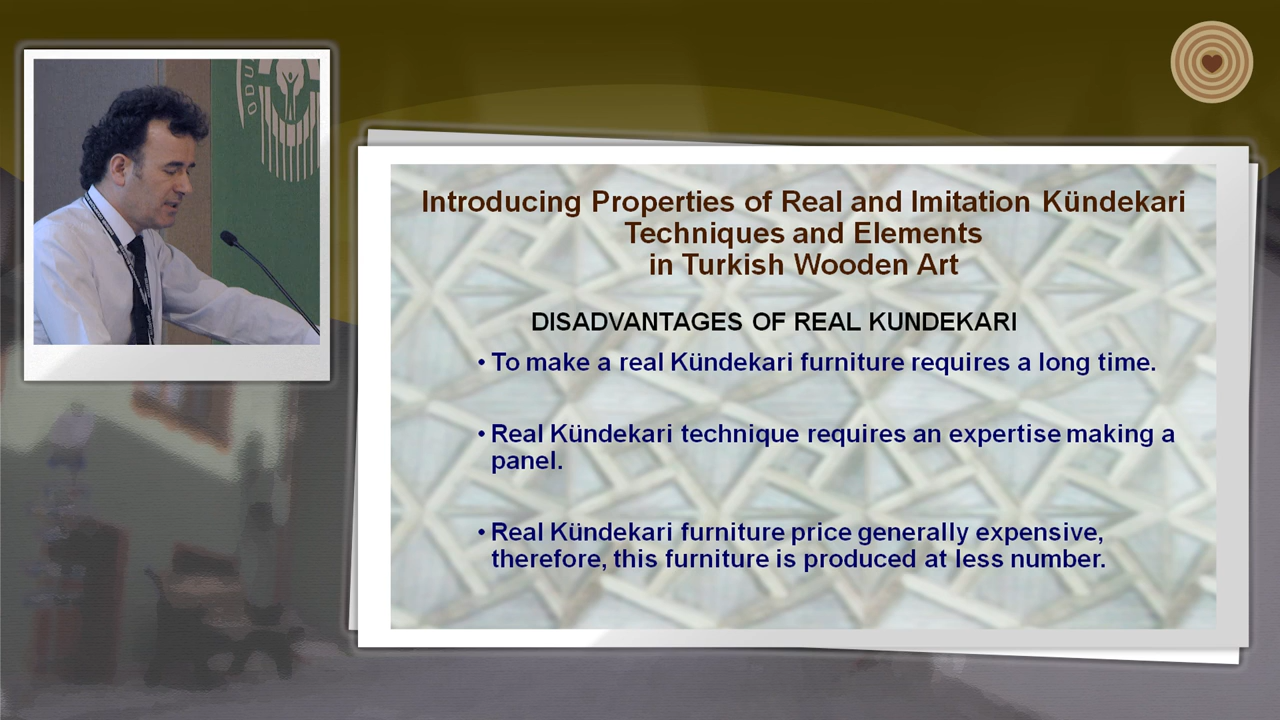 ODU
Introducing Properties of Real and Imitation Kündekari
Techniques and Elements
in Turkish Wooden Art
DISADVANTAGES OF REAL KUNDEKARI
• To make a real Kündekari furniture requires a long time.
• Real Kündekari technique requires an expertise making a
panel.
• Real Kündekari furniture price generally expensive,
therefore, this furniture is produced at less number.